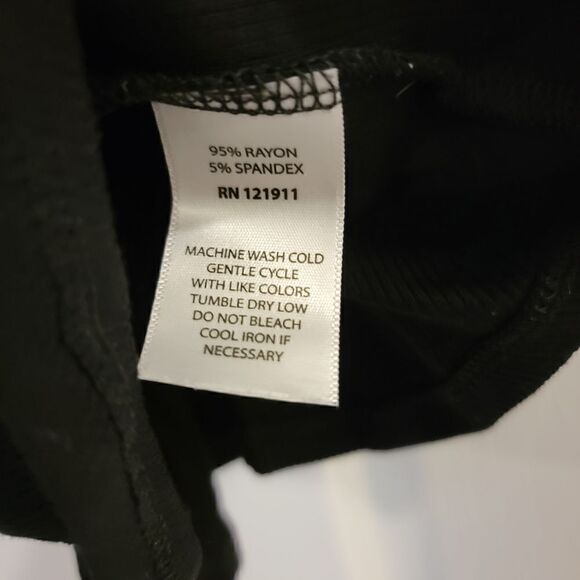 95% RAYON
5% SPANDEX
RN 121911
MACHINE WASH COLD
GENTLE CYCLE
WITH LIKE COLORS
TUMBLE DRY LOW
DO NOT BLEACH
COOL IRON IF
NECESSARY